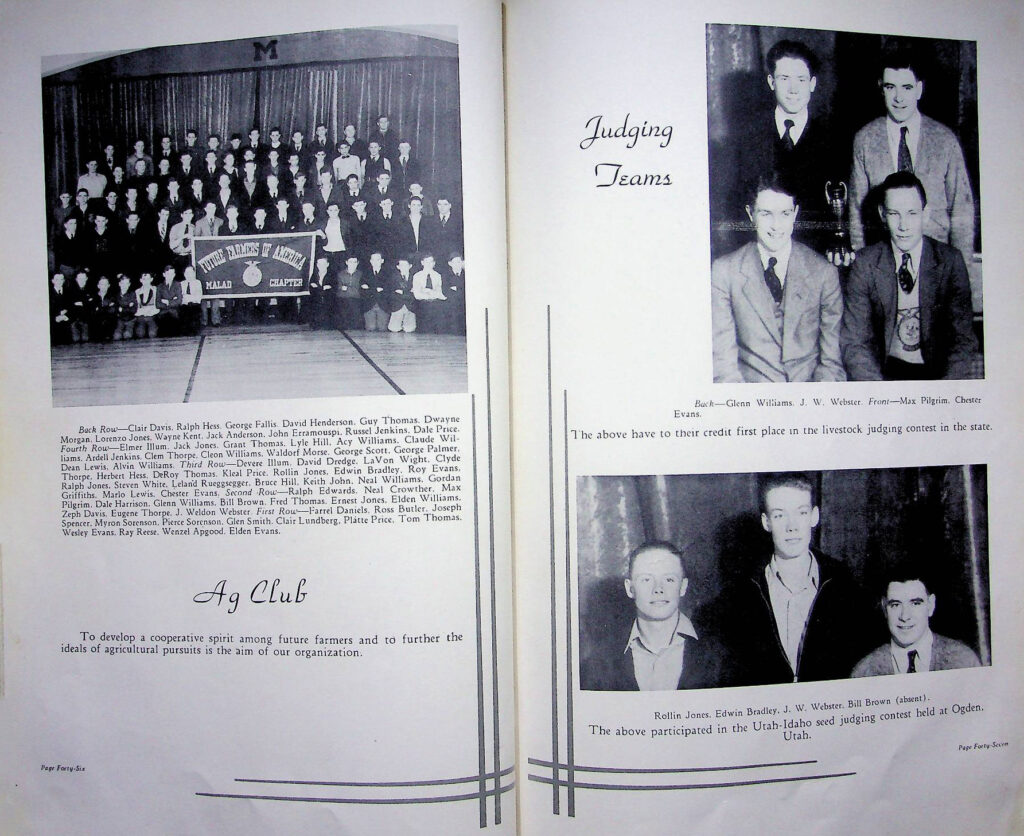 M
FUTURE FARMERS OF AMERICA
MALAD CHAPTER
Back Row—Clair Davis, Ralph Hess, George Fallis, David Henderson, Guy Thomas, Dwayne
Morgan, Lorenzo Jones, Wayne Kent, Jack Anderson, John Erramouspi, Russel Jenkins, Dale Price.
Fourth Row—Elmer Illum, Jack Jones, Grant Thomas, Lyle Hill, Acy Williams, Claude Wil-
liams, Ardell Jenkins, Clem Thorpe, Cleon Williams, Waldorf Morse, George Scott, George Palmer,
Dean Lewis, Alvin Williams. Third Row—Devere Illum, David Dredge, LaVon Wight, Clyde
Thorpe, Herbert Hess, DeRoy Thomas, Kleal Price, Rollin Jones, Edwin Bradley, Roy Evans,
Ralph Jones, Steven White, Leland Rueggsegger, Bruce Hill, Keith John, Neal Williams, Gordan
Griffiths, Marlo Lewis, Chester Evans. Second Row—Ralph Edwards, Neal Crowther, Max
Pilgrim, Dale Harrison, Glenn Williams, Bill Brown, Fred Thomas, Ernest Jones, Elden Williams,
Zeph Davis, Eugene Thorpe, J. Weldon Webster. First Row—Farrel Daniels, Ross Butler, Joseph
Spencer, Myron Sorenson, Pierce Sorenson, Glen Smith, Clair Lundberg, Platte Price, Tom Thomas,
Wesley Evans, Ray Reese, Wenzel Apgood, Elden Evans.
Ag Club
To develop a cooperative spirit among future farmers and to further the
ideals of agricultural pursuits is the aim of our organization.
Page Forty-Six
Judging
Teams
Back—Glenn Williams, J. W. Webster. Front—Max Pilgrim, Chester
Evans.
The above have to their credit first place in the livestock judging contest in the state.
Rollin Jones, Edwin Bradley, J. W. Webster, Bill Brown (absent).
The above participated in the Utah-Idaho seed judging contest held at Ogden,
Utah.
Page Forty-Seven